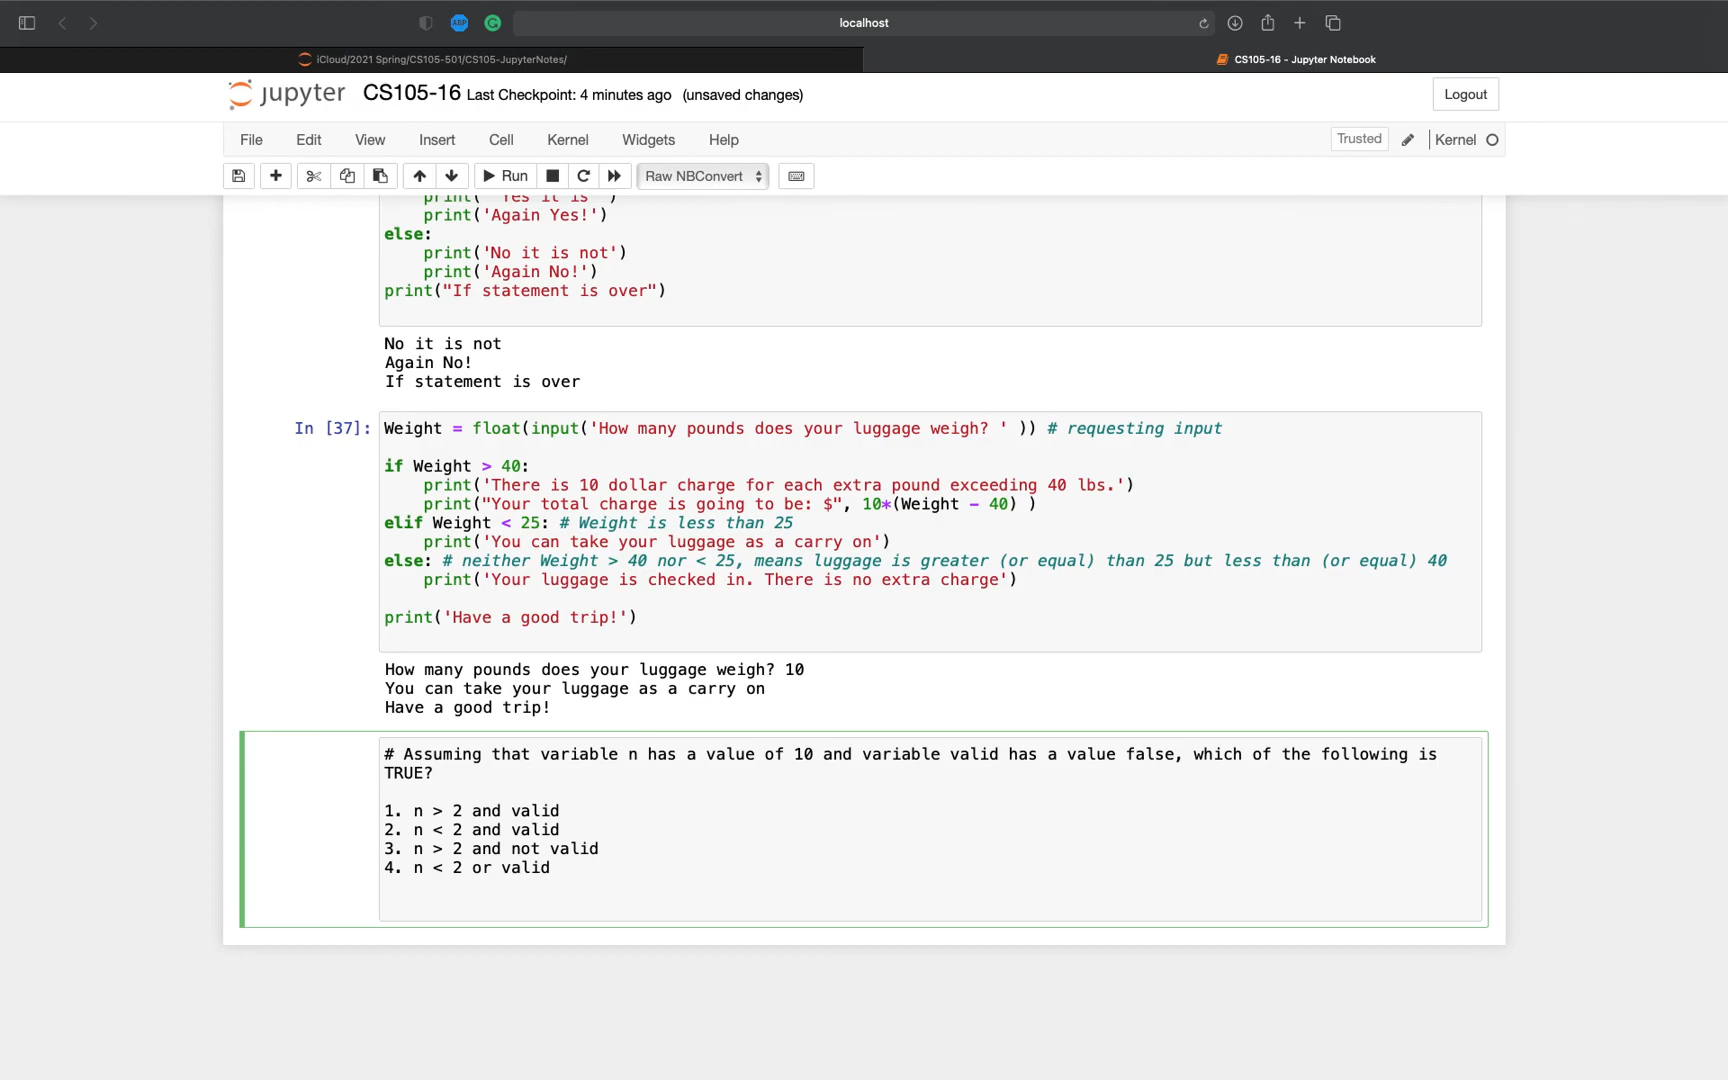 localhost
iCloud/2021 Spring/CS105-501/CS105-JupyterNotes/
CS105-16 - Jupyter Notebook
jupyter CS105-16 Last Checkpoint: 4 minutes ago (unsaved changes)
Logout
File Edit View Insert Cell Kernel Widgets Help
Trusted Kernel
Run Raw NBConvert
print( 'Yes it is' )
print('Again Yes!')
else:
print('No it is not')
print('Again No!')
print("If statement is over")
No it is not
Again No!
If statement is over
In [37]: Weight = float(input('How many pounds does your luggage weigh? ' )) # requesting input
if Weight > 40:
print('There is 10 dollar charge for each extra pound exceeding 40 lbs.')
print("Your total charge is going to be: $", 10*(Weight - 40) )
elif Weight < 25: # Weight is less than 25
print('You can take your luggage as a carry on')
else: # neither Weight > 40 nor < 25, means luggage is greater (or equal) than 25 but less than (or equal) 40
print('Your luggage is checked in. There is no extra charge')
print('Have a good trip!')
How many pounds does your luggage weigh? 10
You can take your luggage as a carry on
Have a good trip!
# Assuming that variable n has a value of 10 and variable valid has a value false, which of the following is
TRUE?
1. n > 2 and valid
2. n < 2 and valid
3. n > 2 and not valid
4. n < 2 or valid